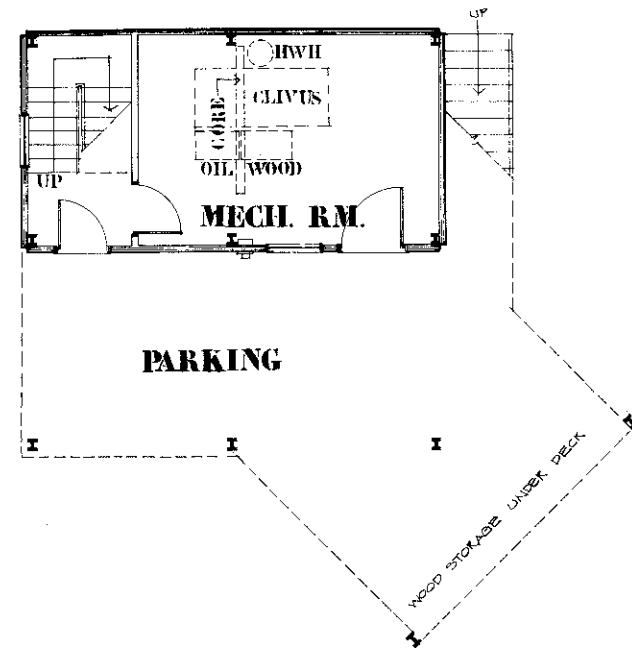 UP
HWH
CLIVUS
CORE
OIL WOOD
UP
MECH. RM.
PARKING
WOOD STORAGE UNDER DECK